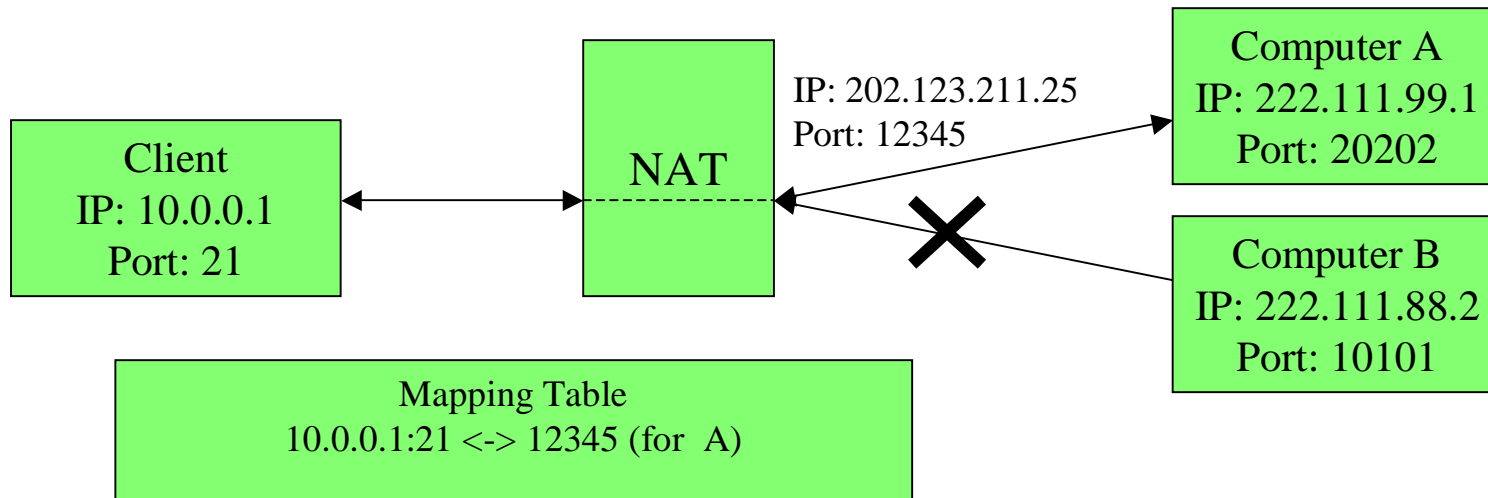 Client
IP: 10.0.0.1
Port: 21
NAT
IP: 202.123.211.25
Port: 12345
Computer A
IP: 222.111.99.1
Port: 20202
Computer B
IP: 222.111.88.2
Port: 10101
Mapping Table
10.0.0.1:21 <-> 12345 (for A)